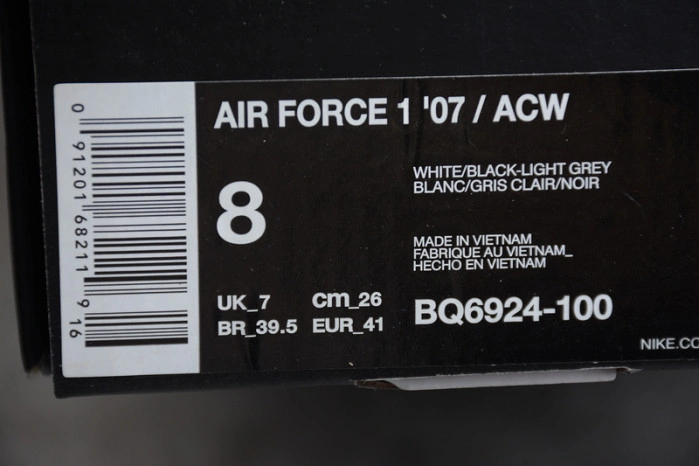 AIR FORCE 1 '07 / ACW
8
WHITE/BLACK-LIGHT GREY
BLANC/GRIS CLAIR/NOIR
MADE IN VIETNAM
FABRIQUE AU VIETNAM_
HECHO EN VIETNAM
UK_7 cm_26
BR_39.5 EUR_41
BQ6924-100
NIKE.CO
0 91201 68211 9 16